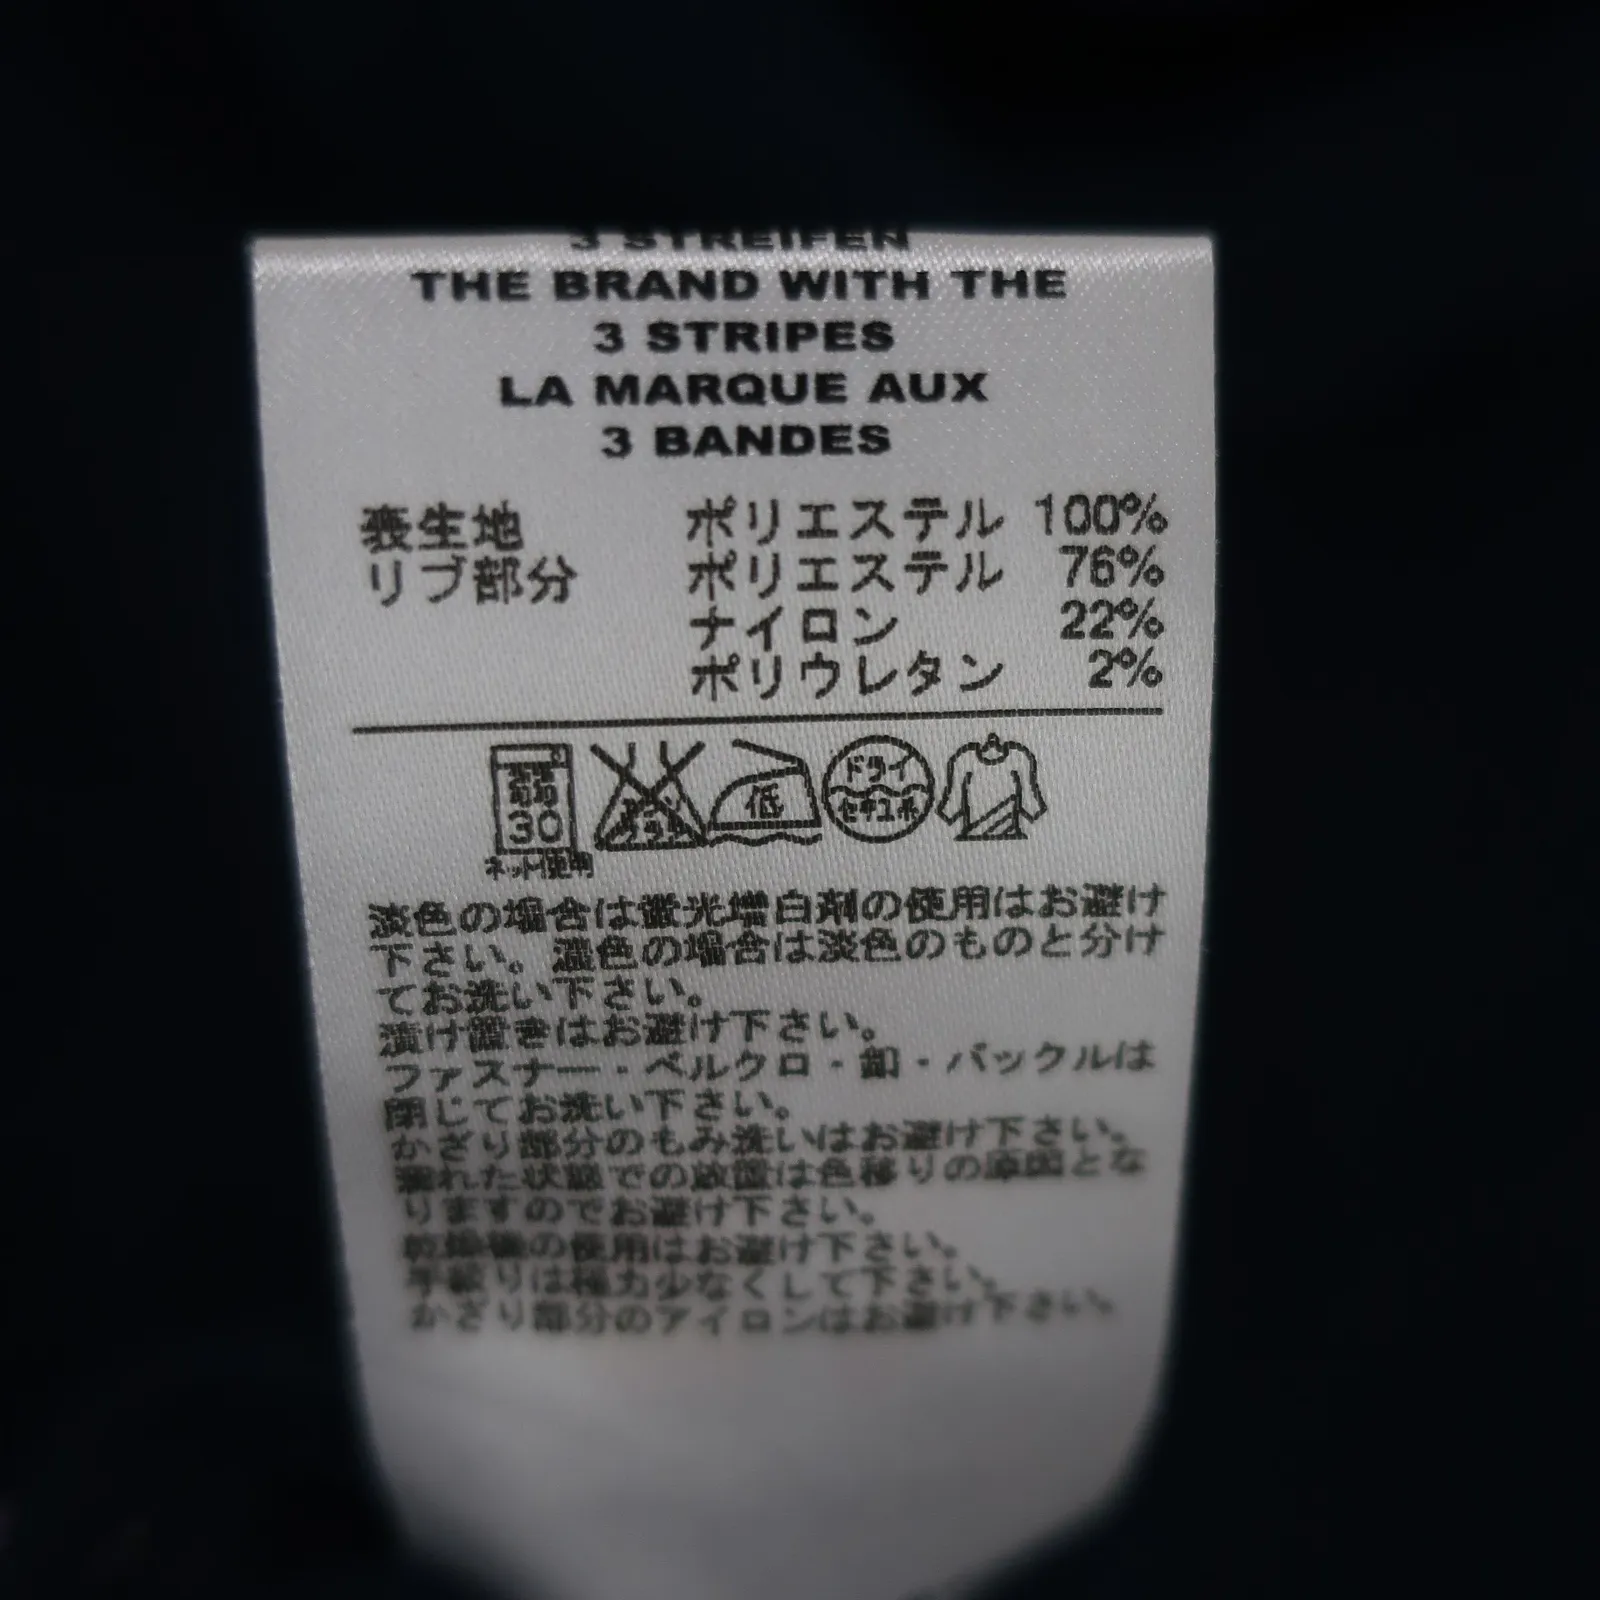 3 STREIFEN
THE BRAND WITH THE
3 STRIPES
LA MARQUE AUX
3 BANDES
表生地 ポリエステル 100%
リブ部分 ポリエステル 76%
ナイロン 22%
ポリウレタン 2%
30
ネット使用
低
ドライ
セキユ系
淡色の場合は蛍光増白剤の使用はお避け
下さい。濃色の場合は淡色のものと分け
てお洗い下さい。
漬け置きはお避け下さい。
ファスナー・ベルクロ・釦・バックルは
閉じてお洗い下さい。
かざり部分のもみ洗いはお避け下さい。
濡れた状態での放置は色移りの原因とな
りますのでお避け下さい。
乾燥機の使用はお避け下さい。
手絞りは極力少なくして下さい。
かざり部分のアイロンはお避け下さい。